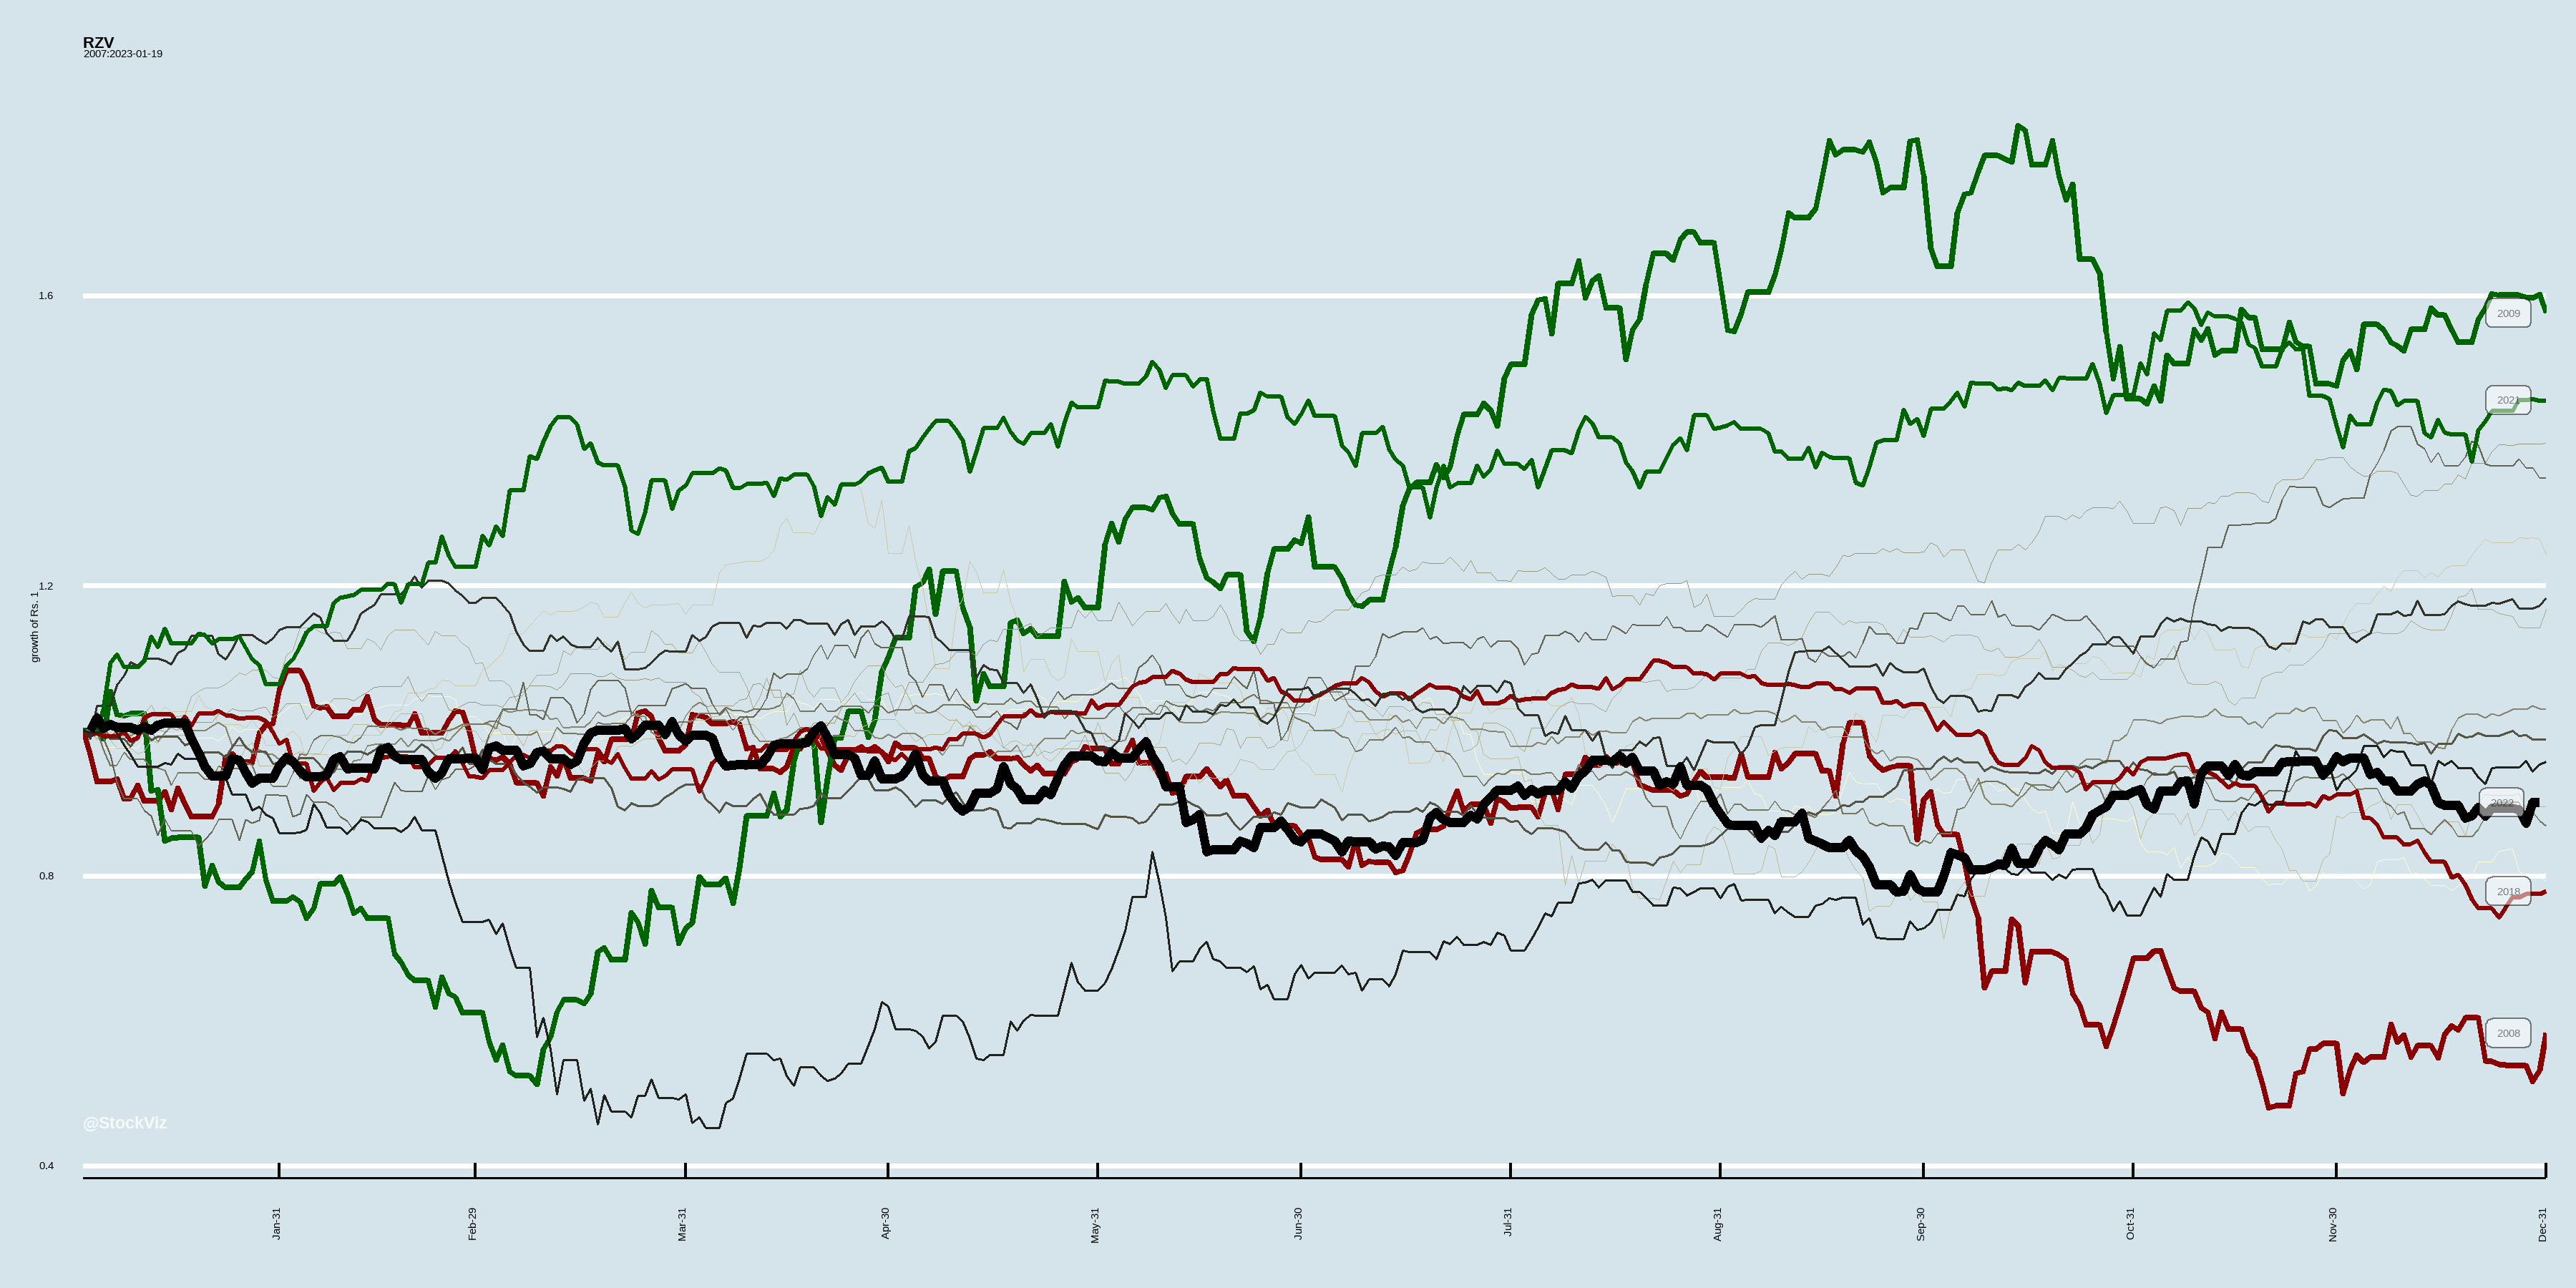 RZV
2007:2023-01-19
1.6
1.2
0.8
0.4
growth of Rs. 1
2009
2021
2022
2018
2008
@StockViz
Jan-31
Feb-29
Mar-31
Apr-30
May-31
Jun-30
Jul-31
Aug-31
Sep-30
Oct-31
Nov-30
Dec-31